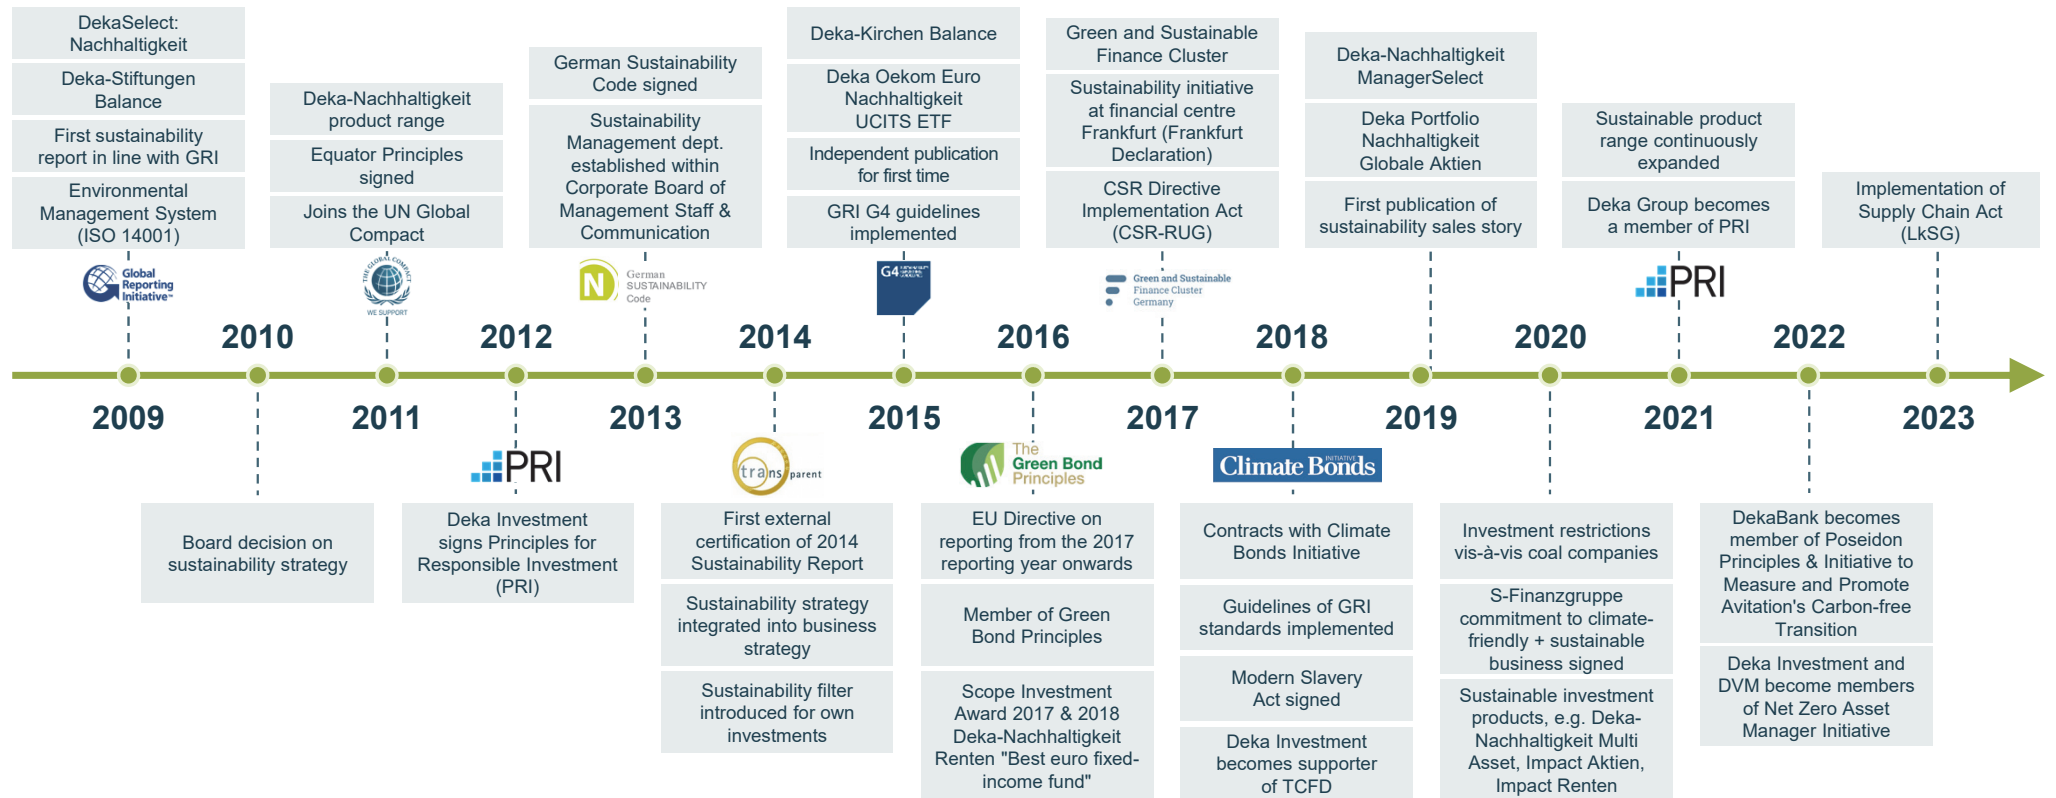 DekaSelect:
Nachhaltigkeit
Deka-Stiftungen
Balance
First sustainability
report in line with GRI
Environmental
Management System
(ISO 14001)
Global
Reporting
Initiative™
Deka-Nachhaltigkeit
product range
Equator Principles
signed
Joins the UN Global
Compact
THE GLOBAL COMPACT
WE SUPPORT
German Sustainability
Code signed
Sustainability
Management dept.
established within
Corporate Board of
Management Staff &
Communication
N
German
SUSTAINABILITY
Code
Deka-Kirchen Balance
Deka Oekom Euro
Nachhaltigkeit
UCITS ETF
Independent publication
for first time
GRI G4 guidelines
implemented
G4
Green and Sustainable
Finance Cluster
Sustainability initiative
at financial centre
Frankfurt (Frankfurt
Declaration)
CSR Directive
Implementation Act
(CSR-RUG)
Green and Sustainable
Finance Cluster
Germany
Deka-Nachhaltigkeit
ManagerSelect
Deka Portfolio
Nachhaltigkeit
Globale Aktien
First publication of
sustainability sales story
Sustainable product
range continuously
expanded
Deka Group becomes
a member of PRI
PRI
Implementation of
Supply Chain Act
(LkSG)
2010
2012
2014
2016
2018
2020
2022
2009
2011
2013
2015
2017
2019
2021
2023
Board decision on
sustainability strategy
PRI
Deka Investment
signs Principles for
Responsible Investment
(PRI)
transparent
First external
certification of 2014
Sustainability Report
Sustainability strategy
integrated into business
strategy
Sustainability filter
introduced for own
investments
The
Green Bond
Principles
EU Directive on
reporting from the 2017
reporting year onwards
Member of Green
Bond Principles
Scope Investment
Award 2017 & 2018
Deka-Nachhaltigkeit
Renten "Best euro fixed-
income fund"
Climate Bonds INITIATIVE
Contracts with Climate
Bonds Initiative
Guidelines of GRI
standards implemented
Modern Slavery
Act signed
Deka Investment
becomes supporter
of TCFD
Investment restrictions
vis-à-vis coal companies
S-Finanzgruppe
commitment to climate-
friendly + sustainable
business signed
Sustainable investment
products, e.g. Deka-
Nachhaltigkeit Multi
Asset, Impact Aktien,
Impact Renten
DekaBank becomes
member of Poseidon
Principles & Initiative to
Measure and Promote
Avitation's Carbon-free
Transition
Deka Investment and
DVM become members
of Net Zero Asset
Manager Initiative